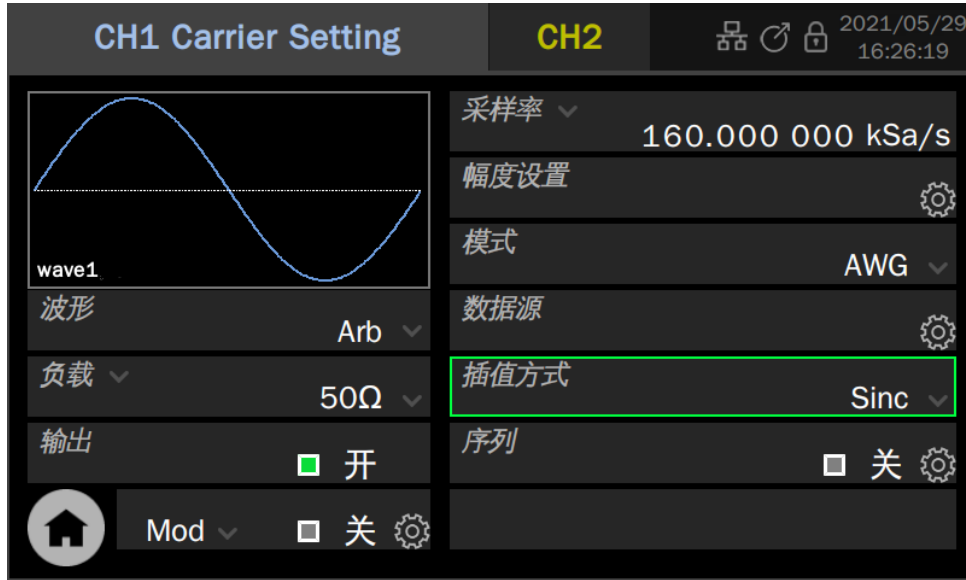 CH1 Carrier Setting
CH2
2021/05/29
16:26:19
wave1
波形
Arb
负载
50Ω
输出
开
Mod
关
采样率
160.000 000 kSa/s
幅度设置
模式
AWG
数据源
插值方式
Sinc
序列
关